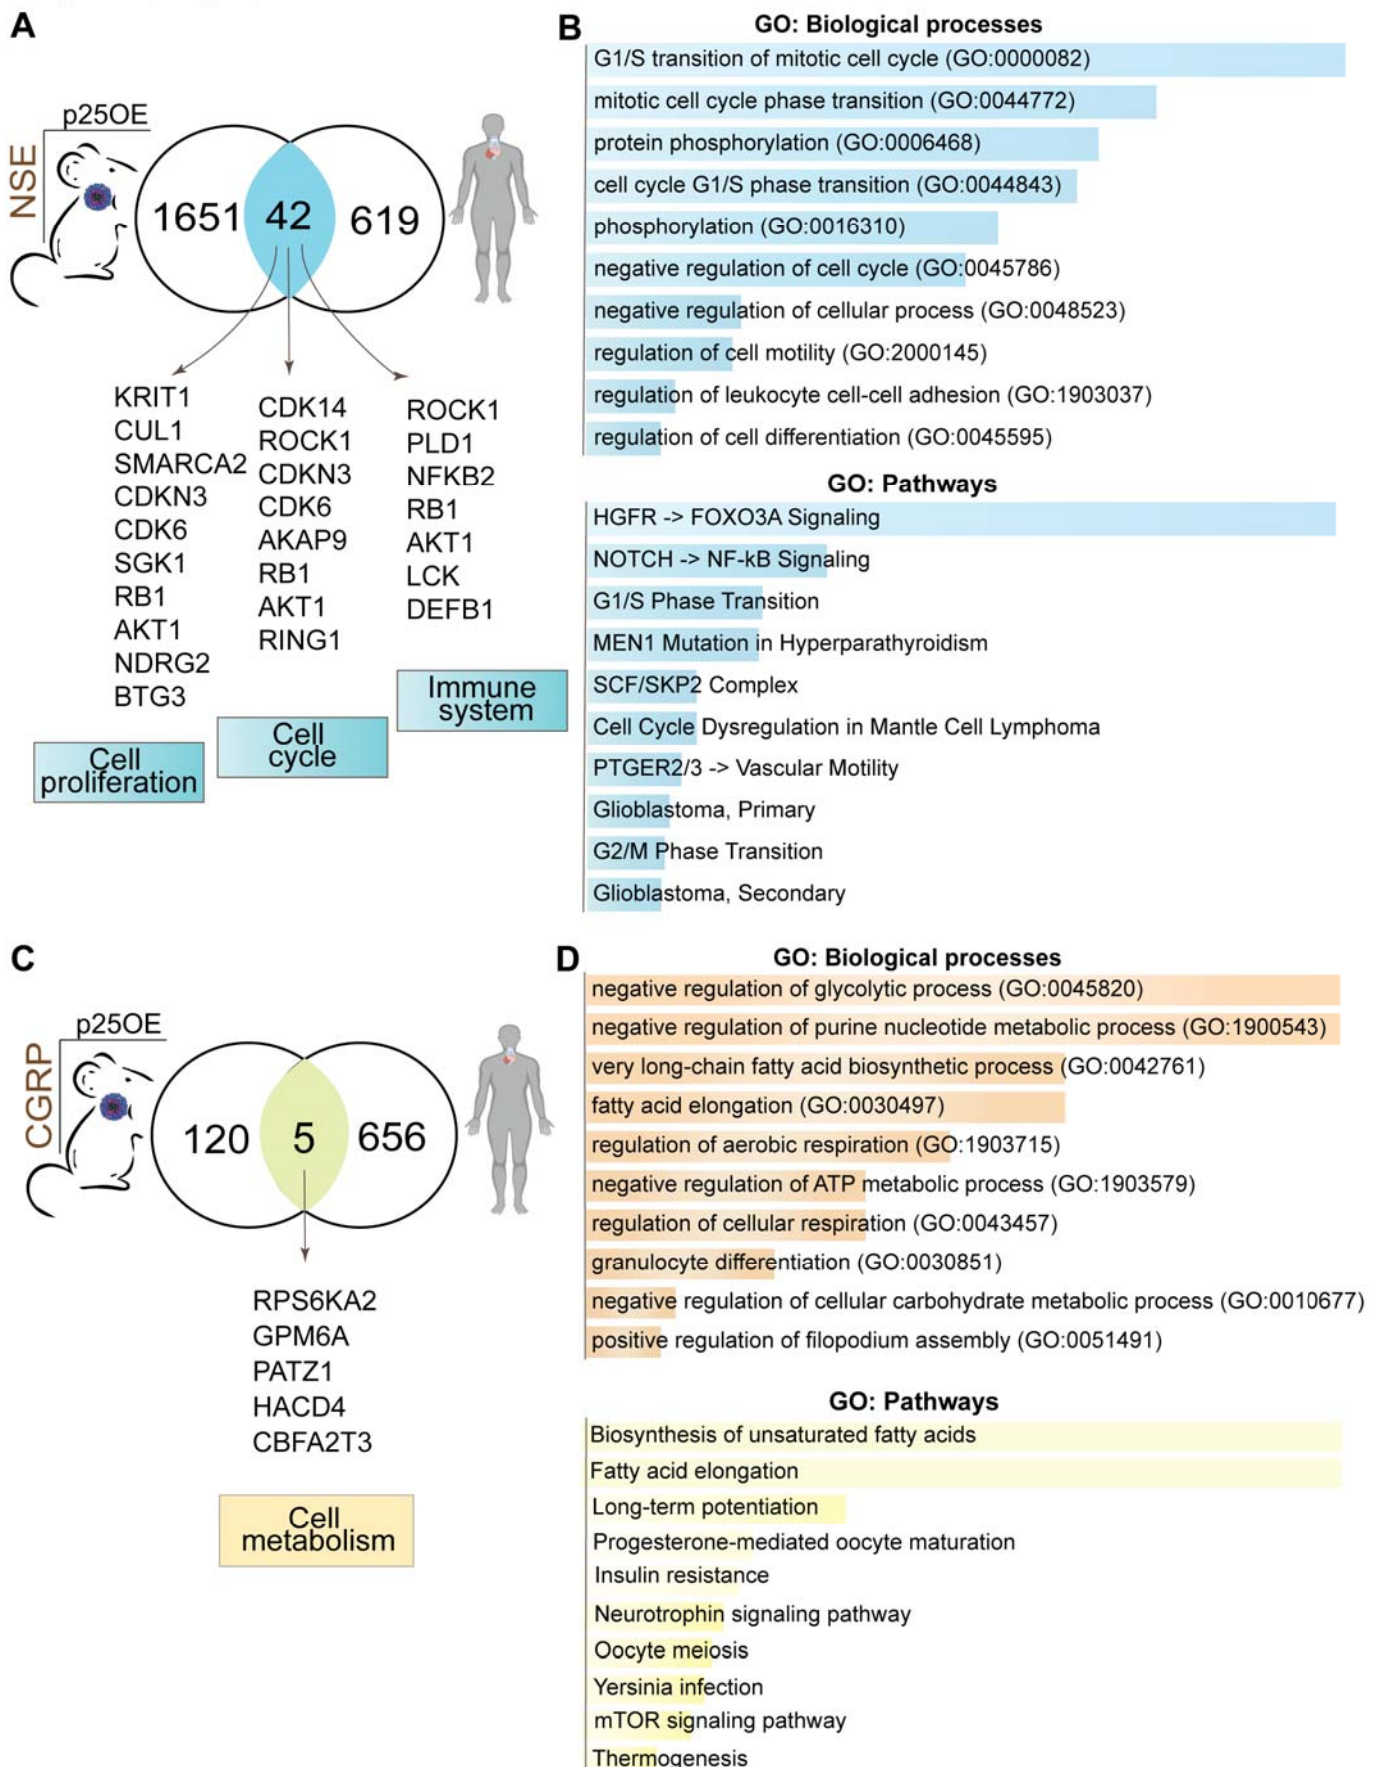 A
NSE
p25OE
1651
42
619
KRIT1
CUL1
SMARCA2
CDKN3
CDK6
SGK1
RB1
AKT1
NDRG2
BTG3
CDK14
ROCK1
CDKN3
CDK6
AKAP9
RB1
AKT1
RING1
ROCK1
PLD1
NFKB2
RB1
AKT1
LCK
DEFB1
Cell
proliferation
Cell
cycle
Immune
system
B
GO: Biological processes
G1/S transition of mitotic cell cycle (GO:0000082)
mitotic cell cycle phase transition (GO:0044772)
protein phosphorylation (GO:0006468)
cell cycle G1/S phase transition (GO:0044843)
phosphorylation (GO:0016310)
negative regulation of cell cycle (GO:0045786)
negative regulation of cellular process (GO:0048523)
regulation of cell motility (GO:2000145)
regulation of leukocyte cell-cell adhesion (GO:1903037)
regulation of cell differentiation (GO:0045595)
GO: Pathways
HGFR -> FOXO3A Signaling
NOTCH -> NF-kB Signaling
G1/S Phase Transition
MEN1 Mutation in Hyperparathyroidism
SCF/SKP2 Complex
Cell Cycle Dysregulation in Mantle Cell Lymphoma
PTGER2/3 -> Vascular Motility
Glioblastoma, Primary
G2/M Phase Transition
Glioblastoma, Secondary
C
CGRP
p25OE
120
5
656
RPS6KA2
GPM6A
PATZ1
HACD4
CBFA2T3
Cell
metabolism
D
GO: Biological processes
negative regulation of glycolytic process (GO:0045820)
negative regulation of purine nucleotide metabolic process (GO:1900543)
very long-chain fatty acid biosynthetic process (GO:0042761)
fatty acid elongation (GO:0030497)
regulation of aerobic respiration (GO:1903715)
negative regulation of ATP metabolic process (GO:1903579)
regulation of cellular respiration (GO:0043457)
granulocyte differentiation (GO:0030851)
negative regulation of cellular carbohydrate metabolic process (GO:0010677)
positive regulation of filopodium assembly (GO:0051491)
GO: Pathways
Biosynthesis of unsaturated fatty acids
Fatty acid elongation
Long-term potentiation
Progesterone-mediated oocyte maturation
Insulin resistance
Neurotrophin signaling pathway
Oocyte meiosis
Yersinia infection
mTOR signaling pathway
Thermogenesis